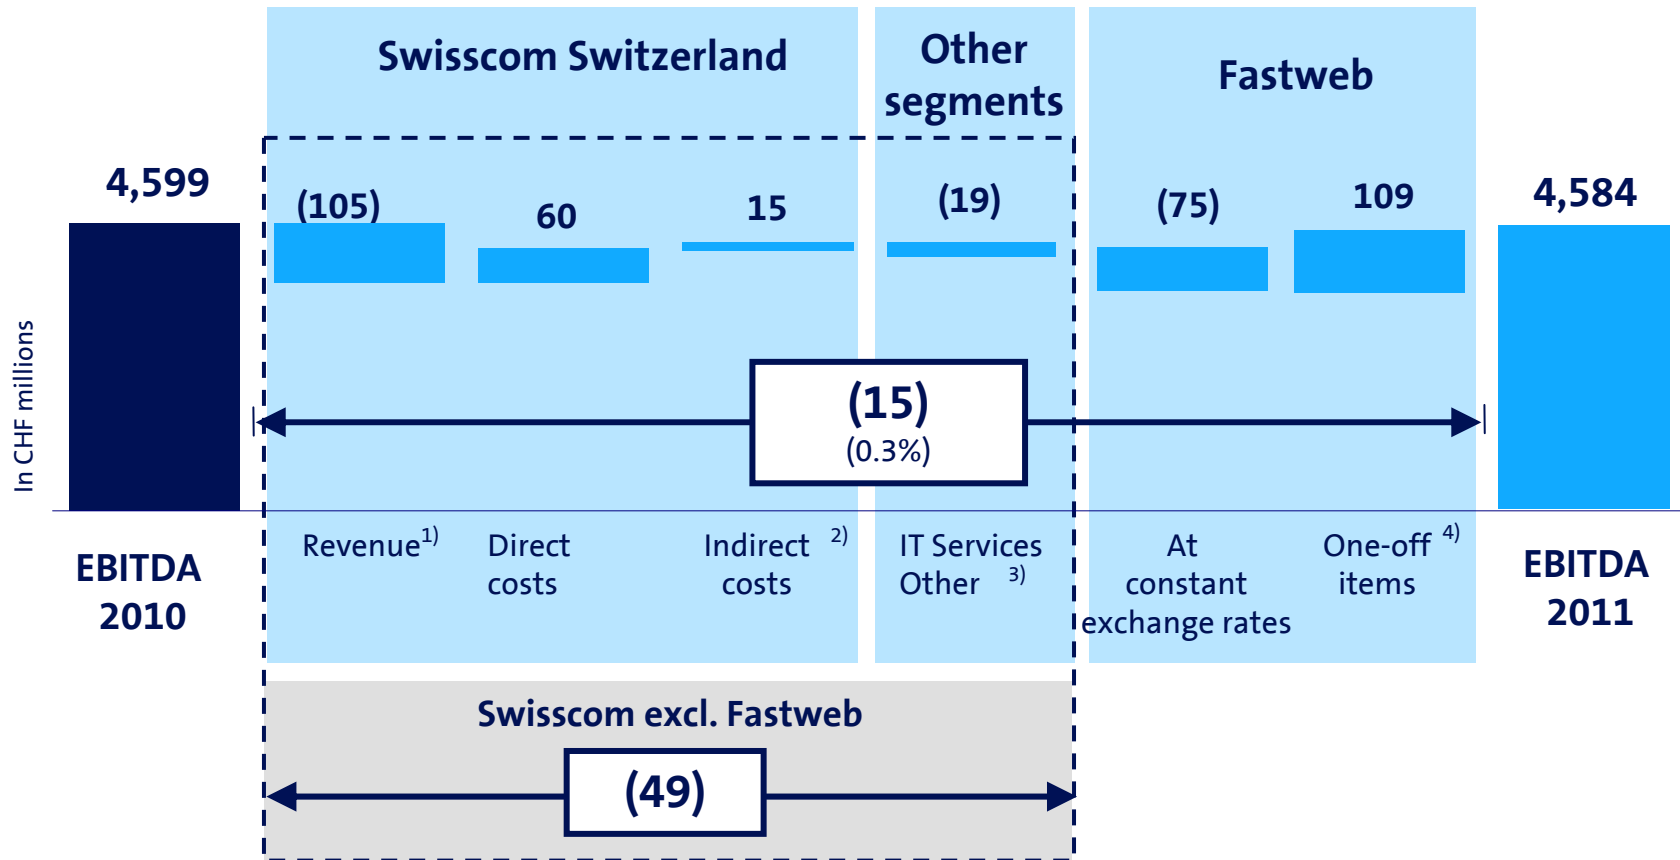 Swisscom Switzerland
Other
segments
Fastweb
4,599
(105)
60
15
(19)
(75)
109
4,584
In CHF millions
(15)
(0.3%)
EBITDA
2010
Revenue 1)
Direct
costs
Indirect 2)
costs
IT Services
Other 3)
At
constant
exchange rates
One-off 4)
items
EBITDA
2011
Swisscom excl. Fastweb
(49)